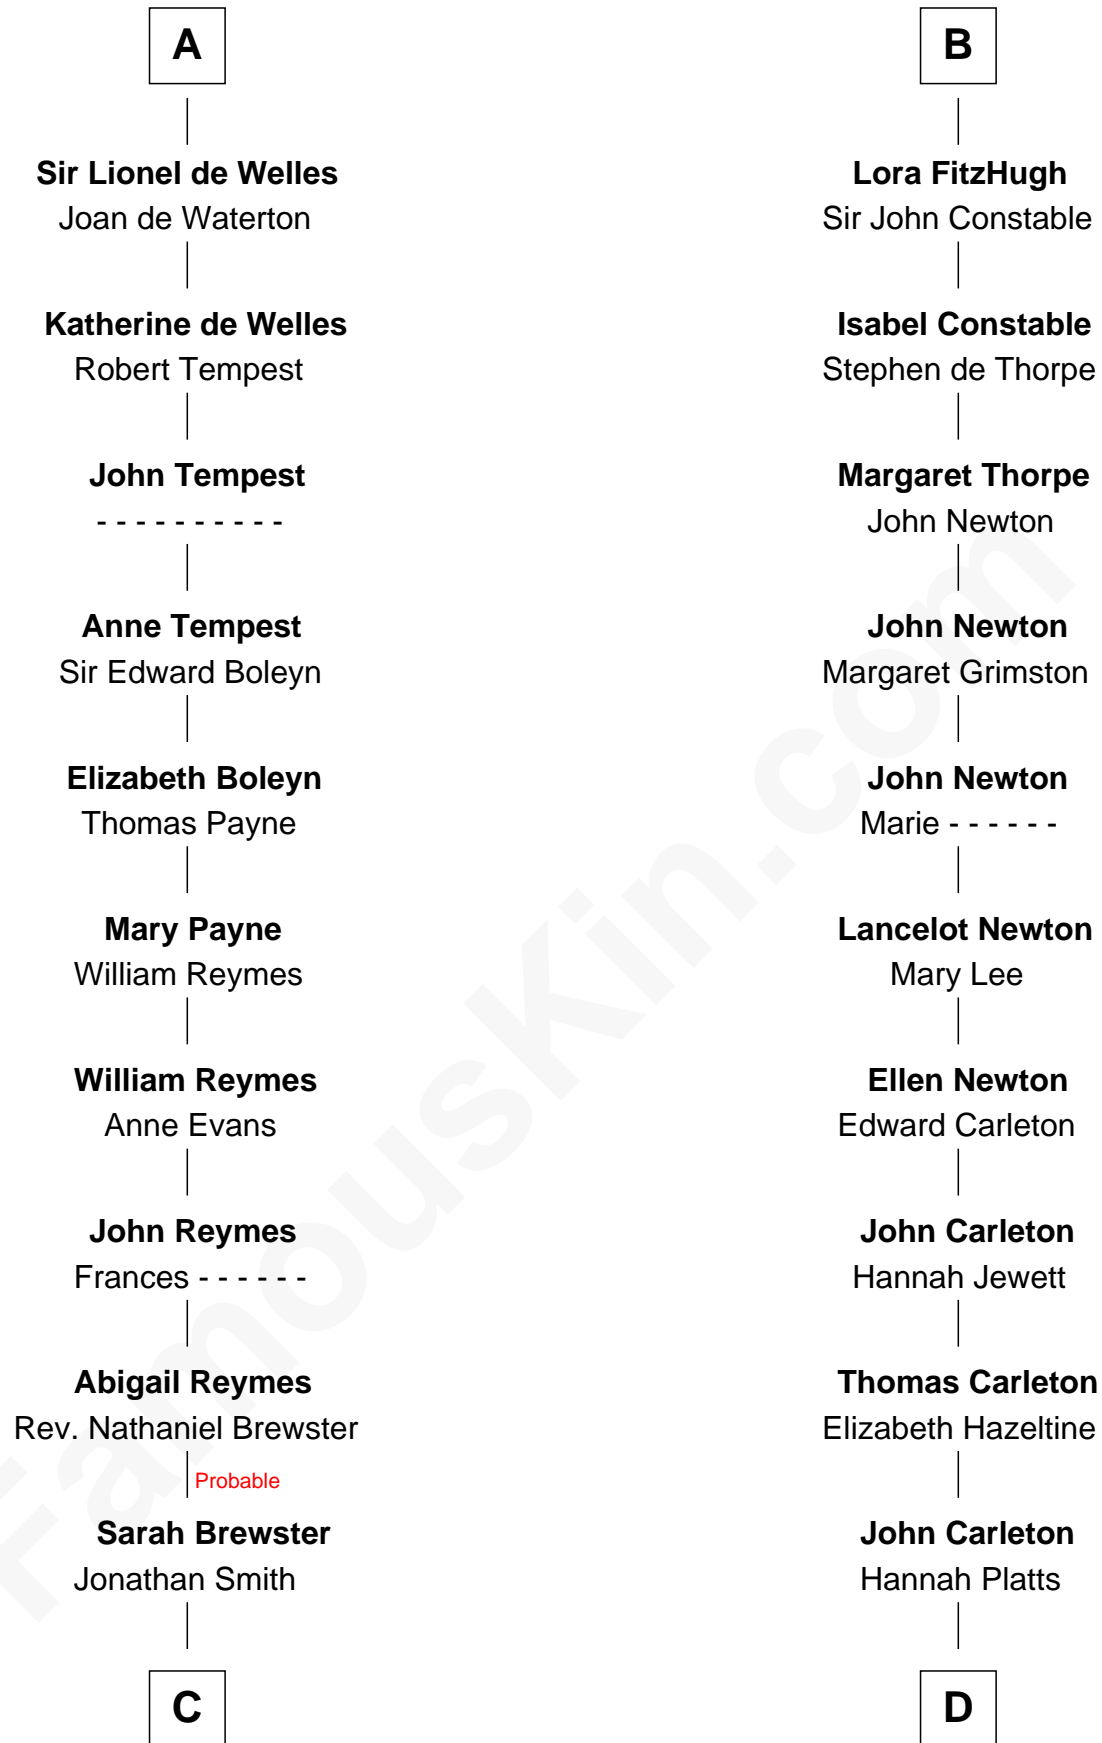 A
Sir Lionel de Welles
Joan de Waterton
Katherine de Welles
Robert Tempest
John Tempest
- - - - - - - - - - -
Anne Tempest
Sir Edward Boleyn
Elizabeth Boleyn
Thomas Payne
Mary Payne
William Reymes
William Reymes
Anne Evans
John Reymes
Frances - - - - - -
Abigail Reymes
Rev. Nathaniel Brewster
Probable
Sarah Brewster
Jonathan Smith
C
B
Lora FitzHugh
Sir John Constable
Isabel Constable
Stephen de Thorpe
Margaret Thorpe
John Newton
John Newton
Margaret Grimston
John Newton
Marie - - - - - -
Lancelot Newton
Mary Lee
Ellen Newton
Edward Carleton
John Carleton
Hannah Jewett
Thomas Carleton
Elizabeth Hazeltine
John Carleton
Hannah Platts
D
FamousKin.com